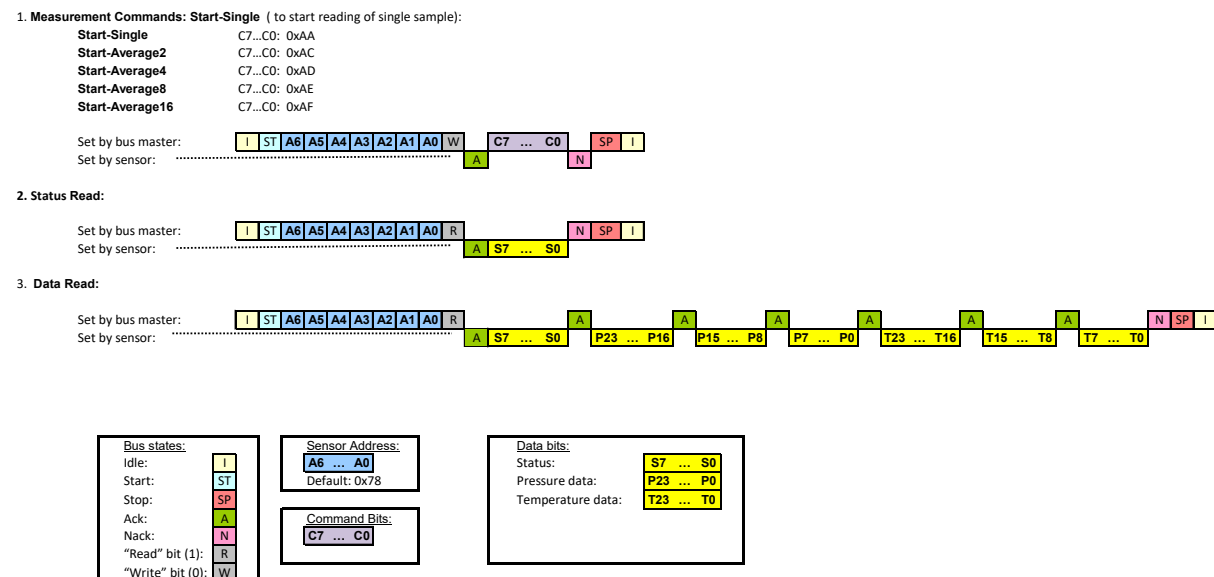 1. Measurement Commands: Start-Single ( to start reading of single sample):
Start-Single C7...C0: 0xAA
Start-Average2 C7...C0: 0xAC
Start-Average4 C7...C0: 0xAD
Start-Average8 C7...C0: 0xAE
Start-Average16 C7...C0: 0xAF
Set by bus master: I ST A6 A5 A4 A3 A2 A1 A0 W C7 ... C0 SP I
Set by sensor: A N
2. Status Read:
Set by bus master: I ST A6 A5 A4 A3 A2 A1 A0 R N SP I
Set by sensor: A S7 ... S0
3. Data Read:
Set by bus master: I ST A6 A5 A4 A3 A2 A1 A0 R A A A A A A N SP I
Set by sensor: A S7 ... S0 P23 ... P16 P15 ... P8 P7 ... P0 T23 ... T16 T15 ... T8 T7 ... T0
Bus states:
Idle: I
Start: ST
Stop: SP
Ack: A
Nack: N
“Read” bit (1): R
“Write” bit (0): W
Sensor Address:
A6 ... A0
Default: 0x78
Command Bits:
C7 ... C0
Data bits:
Status: S7 ... S0
Pressure data: P23 ... P0
Temperature data: T23 ... T0